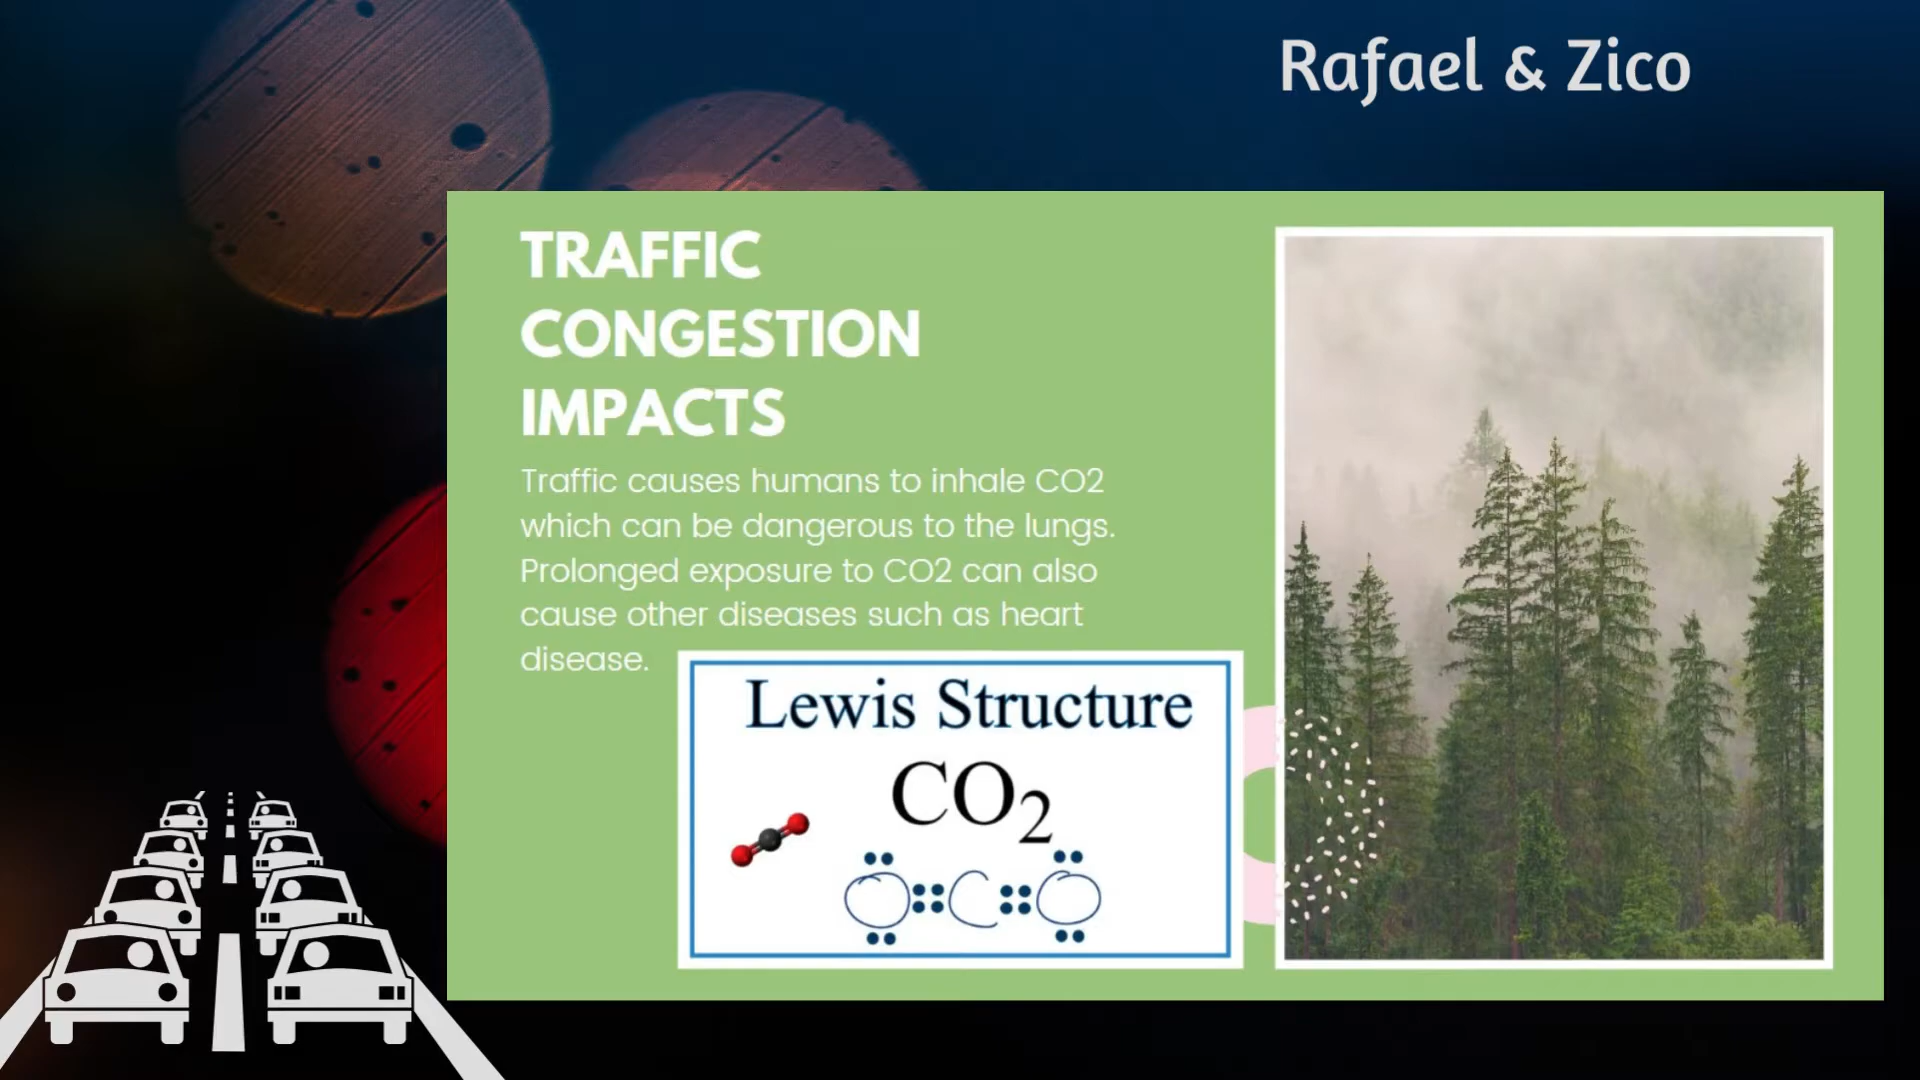 Rafael & Zico
TRAFFIC
CONGESTION
IMPACTS
Traffic causes humans to inhale CO2
which can be dangerous to the lungs.
Prolonged exposure to CO2 can also
cause other diseases such as heart
disease.
Lewis Structure
CO₂
O C O